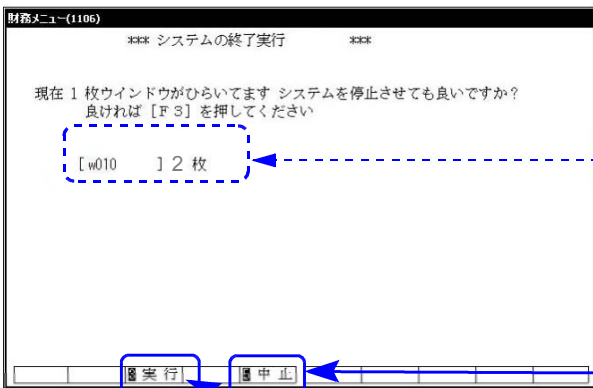 財務メニュー(1106)
*** システムの終了実行 ***
現在 1 枚ウインドウがひらいてます システムを停止させても良いですか?
良ければ [F3] を押してください
[w010 ] 2 枚
実行 中止